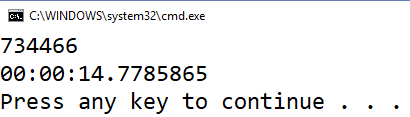 C:\WINDOWS\system32\cmd.exe
734466
00:00:14.7785865
Press any key to continue . . .